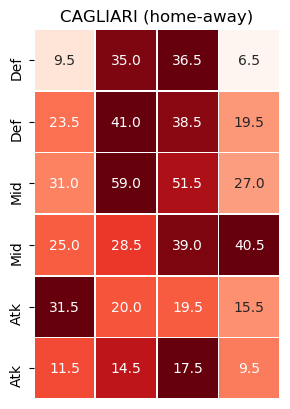 CAGLIARI (home-away)
Def 9.5 35.0 36.5 6.5
Def 23.5 41.0 38.5 19.5
Mid 31.0 59.0 51.5 27.0
Mid 25.0 28.5 39.0 40.5
Atk 31.5 20.0 19.5 15.5
Atk 11.5 14.5 17.5 9.5